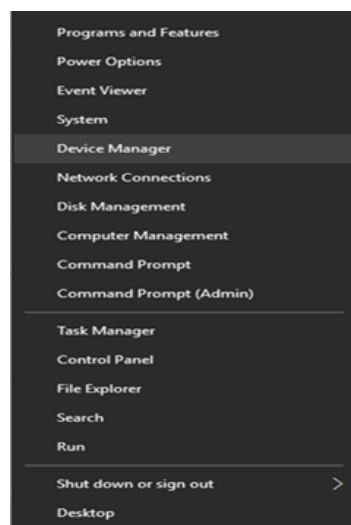 Programs and Features
Power Options
Event Viewer
System
Device Manager
Network Connections
Disk Management
Computer Management
Command Prompt
Command Prompt (Admin)
Task Manager
Control Panel
File Explorer
Search
Run
Shut down or sign out
Desktop